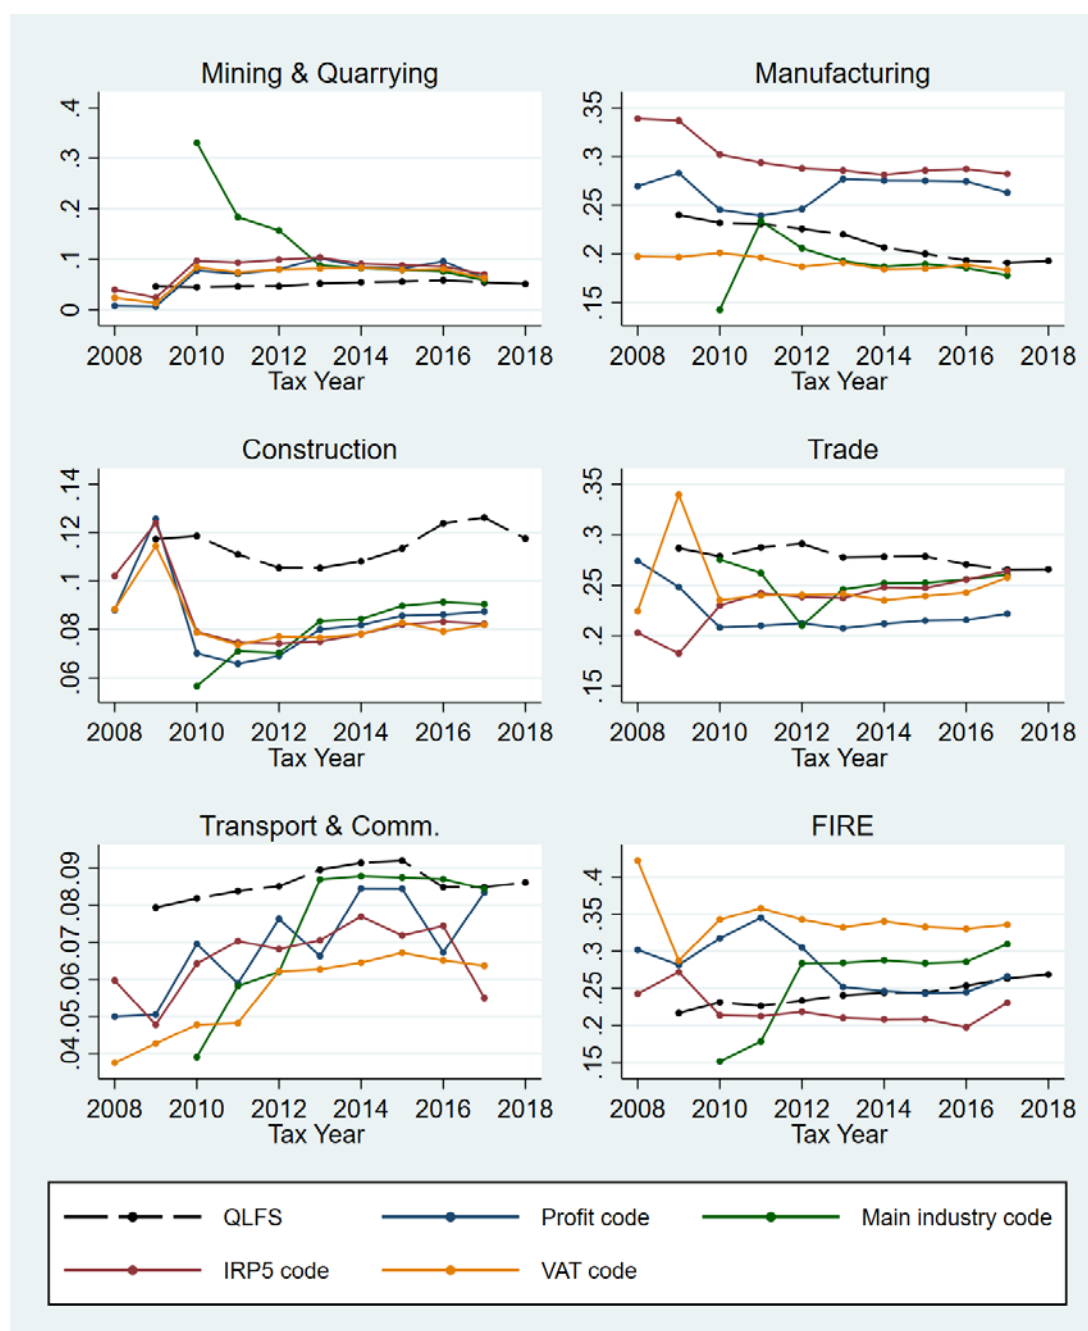 Mining & Quarrying
.4
.3
.2
.1
0
2008 2010 2012 2014 2016 2018
Tax Year
Manufacturing
.35
.3
.25
.2
.15
2008 2010 2012 2014 2016 2018
Tax Year
Construction
.14
.12
.1
.08
.06
2008 2010 2012 2014 2016 2018
Tax Year
Trade
.35
.3
.25
.2
.15
2008 2010 2012 2014 2016 2018
Tax Year
Transport & Comm.
.09
.08
.07
.06
.05
.04
2008 2010 2012 2014 2016 2018
Tax Year
FIRE
.4
.35
.3
.25
.2
.15
2008 2010 2012 2014 2016 2018
Tax Year
QLFS Profit code Main industry code
IRP5 code VAT code